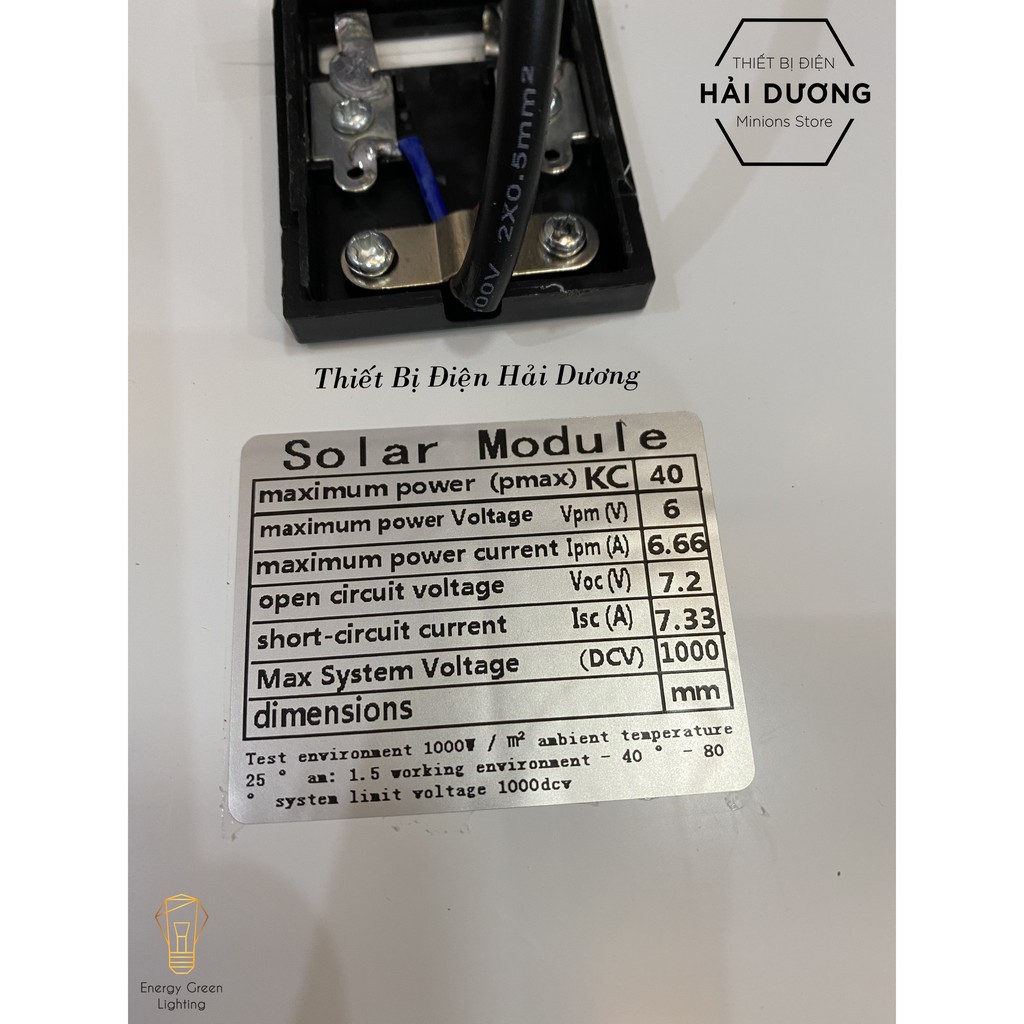 THIẾT BỊ ĐIỆN
HẢI DƯƠNG
Minions Store
00V 2X0.5mm2
Thiết Bị Điện Hải Dương
Solar Module
maximum power (pmax) KC 40
maximum power Voltage Vpm (V) 6
maximum power current Ipm (A) 6.66
open circuit voltage Voc (V) 7.2
short-circuit current Isc (A) 7.33
Max System Voltage (DCV) 1000
dimensions mm
Test environment 1000W / m² ambient temperature
25 ° am: 1.5 working environment - 40 ° - 80
° system limit voltage 1000dcv
Energy Green
Lighting